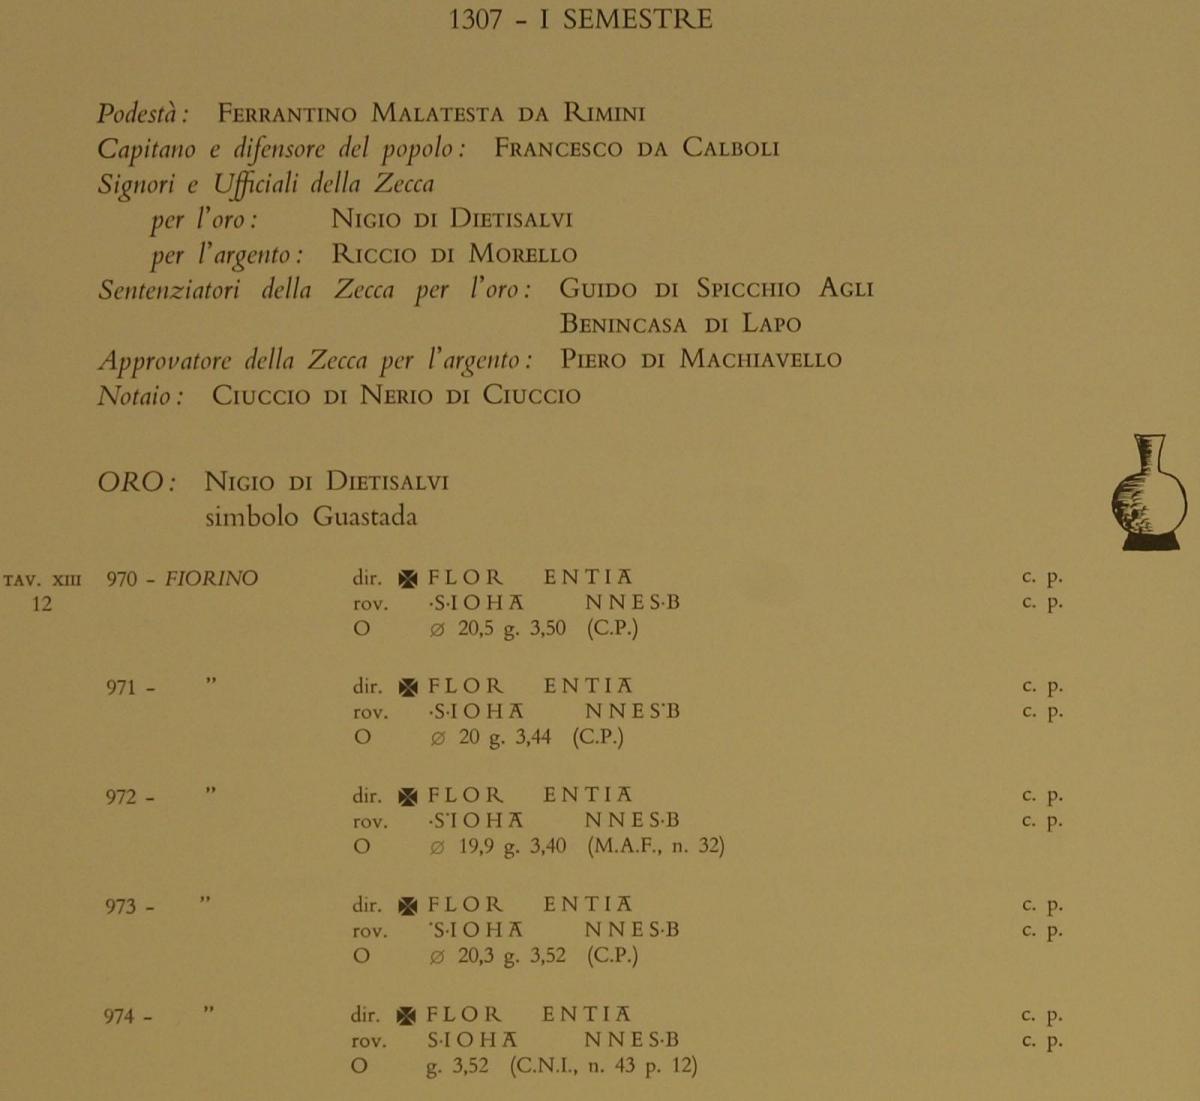 1307 - I SEMESTRE
Podestà: FERRANTINO MALATESTA DA RIMINI
Capitano e difensore del popolo: FRANCESCO DA CALBOLI
Signori e Ufficiali della Zecca
per l'oro: NIGIO DI DIETISALVI
per l'argento: RICCIO DI MORELLO
Sentenziatori della Zecca per l'oro: GUIDO DI SPICCHIO AGLI
BENINCASA DI LAPO
Approvatore della Zecca per l'argento: PIERO DI MACHIAVELLO
Notaio: CIUCCIO DI NERIO DI CIUCCIO
ORO: NIGIO DI DIETISALVI
simbolo Guastada
TAV. XIII 970 - FIORINO dir. ✠ FLOR ENTIA c. p.
12 rov. ·S·IOHA NNES·B c. p.
O ⌀ 20,5 g. 3,50 (C.P.)
971 - ” dir. ✠ FLOR ENTIA c. p.
rov. ·S·IOHA NNES˙B c. p.
O ⌀ 20 g. 3,44 (C.P.)
972 - ” dir. ✠ FLOR ENTIA c. p.
rov. ·S˙IOHA NNES·B c. p.
O ⌀ 19,9 g. 3,40 (M.A.F., n. 32)
973 - ” dir. ✠ FLOR ENTIA c. p.
rov. ˙S·IOHA NNES·B c. p.
O ⌀ 20,3 g. 3,52 (C.P.)
974 - ” dir. ✠ FLOR ENTIA c. p.
rov. S·IOHA NNES·B c. p.
O g. 3,52 (C.N.I., n. 43 p. 12)